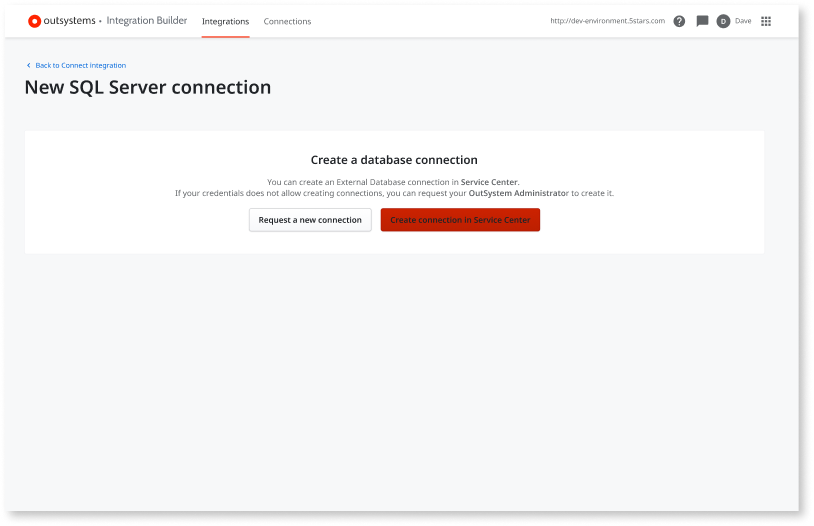 outsystems • Integration Builder Integrations Connections http://dev-environment.5stars.com ? D Dave
Back to Connect integration
New SQL Server connection
Create a database connection
You can create an External Database connection in Service Center.
If your credentials does not allow creating connections, you can request your OutSystem Administrator to create it.
Request a new connection Create connection in Service Center